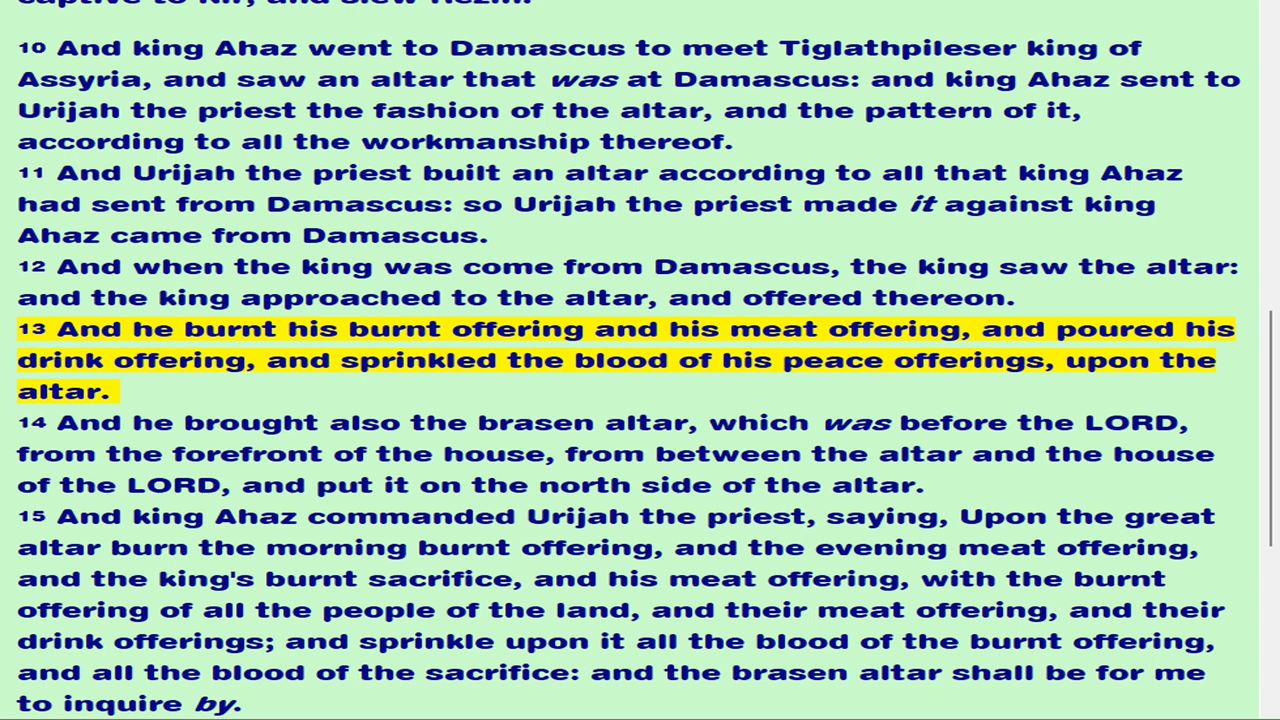 10 And king Ahaz went to Damascus to meet Tiglathpileser king of
Assyria, and saw an altar that was at Damascus: and king Ahaz sent to
Urijah the priest the fashion of the altar, and the pattern of it,
according to all the workmanship thereof.
11 And Urijah the priest built an altar according to all that king Ahaz
had sent from Damascus: so Urijah the priest made it against king
Ahaz came from Damascus.
12 And when the king was come from Damascus, the king saw the altar:
and the king approached to the altar, and offered thereon.
13 And he burnt his burnt offering and his meat offering, and poured his
drink offering, and sprinkled the blood of his peace offerings, upon the
altar.
14 And he brought also the brasen altar, which was before the LORD,
from the forefront of the house, from between the altar and the house
of the LORD, and put it on the north side of the altar.
15 And king Ahaz commanded Urijah the priest, saying, Upon the great
altar burn the morning burnt offering, and the evening meat offering,
and the king's burnt sacrifice, and his meat offering, with the burnt
offering of all the people of the land, and their meat offering, and their
drink offerings; and sprinkle upon it all the blood of the burnt offering,
and all the blood of the sacrifice: and the brasen altar shall be for me
to inquire by.